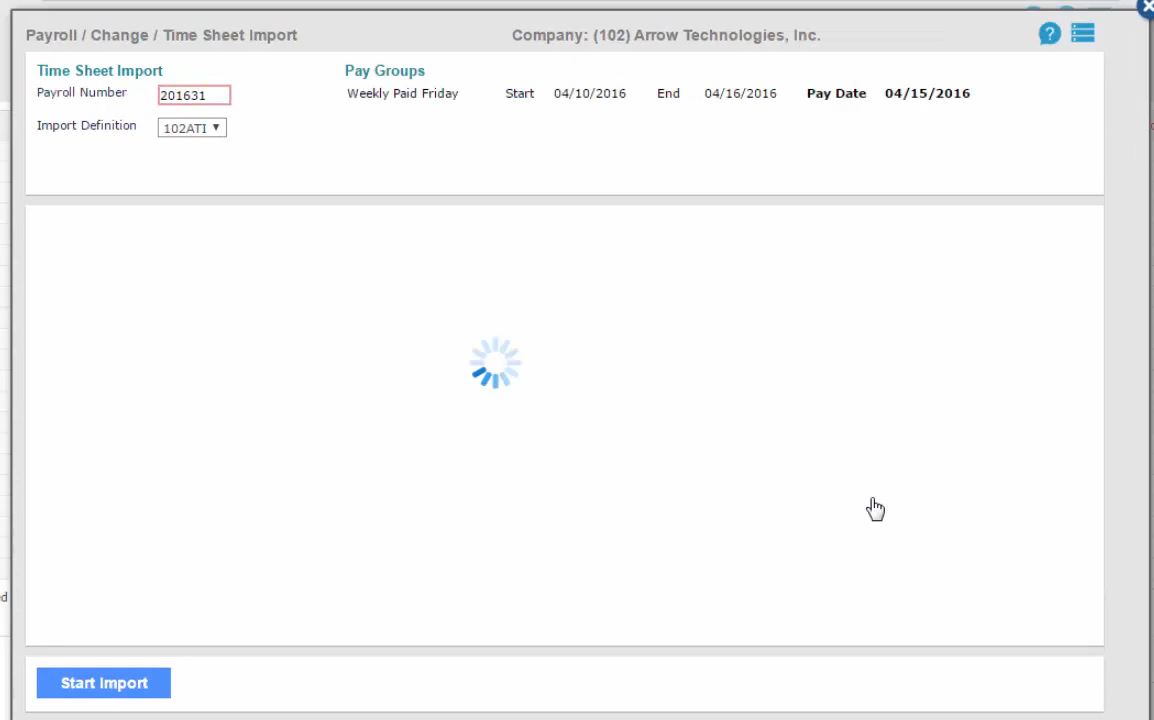 Payroll / Change / Time Sheet Import Company: (102) Arrow Technologies, Inc. ?
Time Sheet Import Pay Groups
Payroll Number 201631 Weekly Paid Friday Start 04/10/2016 End 04/16/2016 Pay Date 04/15/2016
Import Definition 102ATI
ed
Start Import